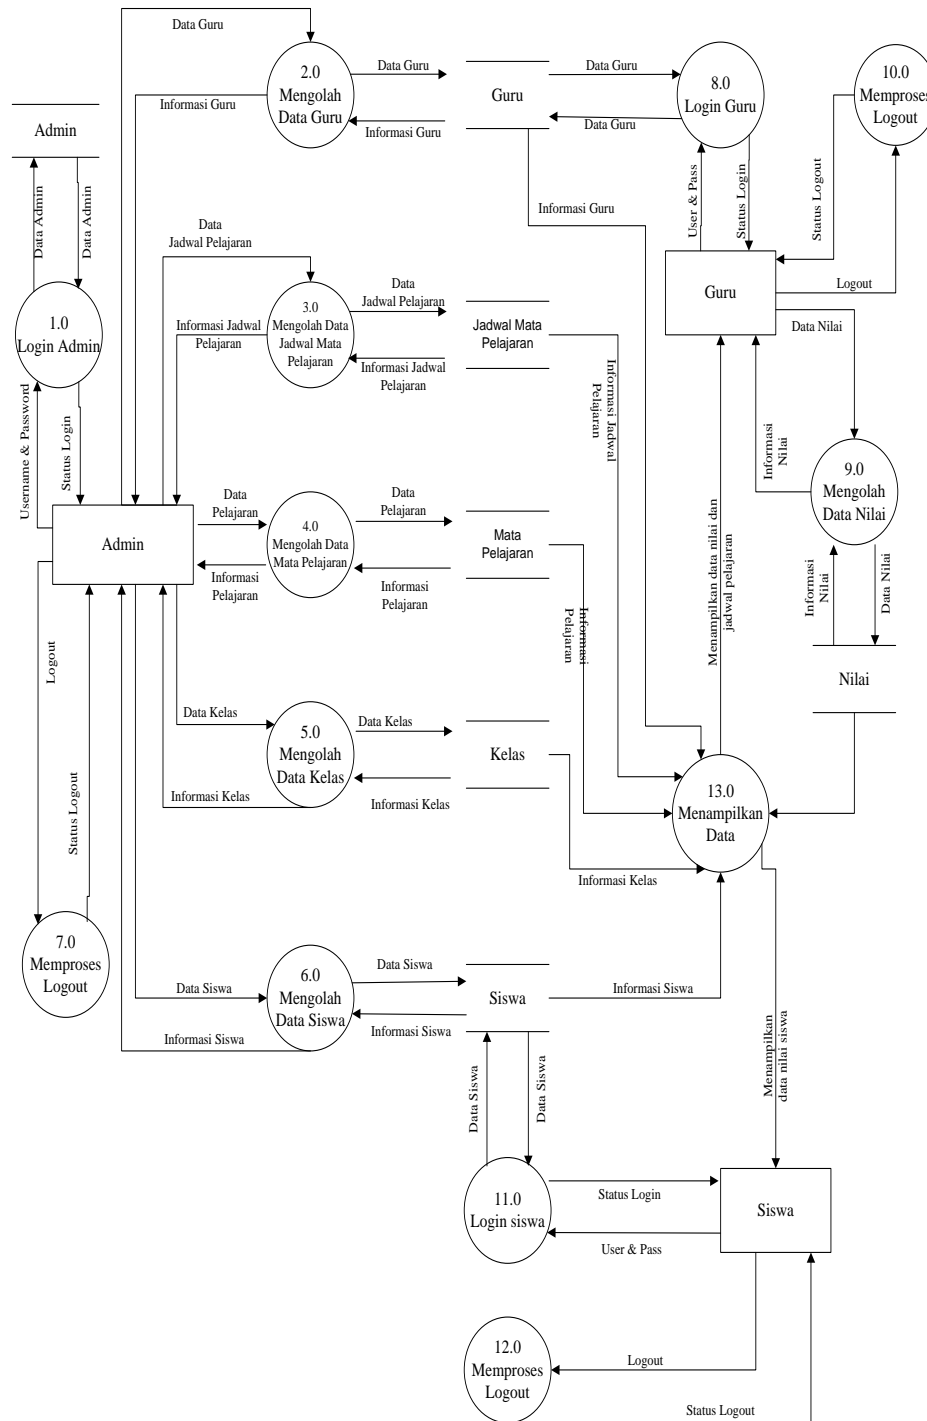 Data Guru
2.0
Mengolah
Data Guru
Data Guru
Informasi Guru
Informasi Guru
Guru
Data Guru
Data Guru
8.0
Login Guru
10.0
Memproses
Logout
Admin
Data Admin
Data Admin
1.0
Login Admin
Username & Password
Status Login
Informasi Guru
User & Pass
Status Login
Status Logout
Guru
Logout
Data Nilai
Data
Jadwal Pelajaran
3.0
Mengolah Data
Jadwal Mata
Pelajaran
Informasi Jadwal
Pelajaran
Data
Jadwal Pelajaran
Informasi Jadwal
Pelajaran
Jadwal Mata
Pelajaran
Informasi Jadwal
Pelajaran
Informasi
Nilai
9.0
Mengolah
Data Nilai
Admin
Data
Pelajaran
Informasi
Pelajaran
4.0
Mengolah Data
Mata Pelajaran
Data
Pelajaran
Informasi
Pelajaran
Mata
Pelajaran
Informasi
Pelajaran
Menampilkan data nilai dan
jadwal pelajaran
Informasi
Nilai
Data Nilai
Nilai
Logout
Status Logout
Data Kelas
Informasi Kelas
5.0
Mengolah
Data Kelas
Data Kelas
Informasi Kelas
Kelas
Informasi Kelas
13.0
Menampilkan
Data
7.0
Memproses
Logout
Data Siswa
Informasi Siswa
6.0
Mengolah
Data Siswa
Data Siswa
Informasi Siswa
Siswa
Informasi Siswa
Menampilkan
data nilai siswa
Data Siswa
Data Siswa
11.0
Login siswa
Status Login
User & Pass
Siswa
12.0
Memproses
Logout
Logout
Status Logout